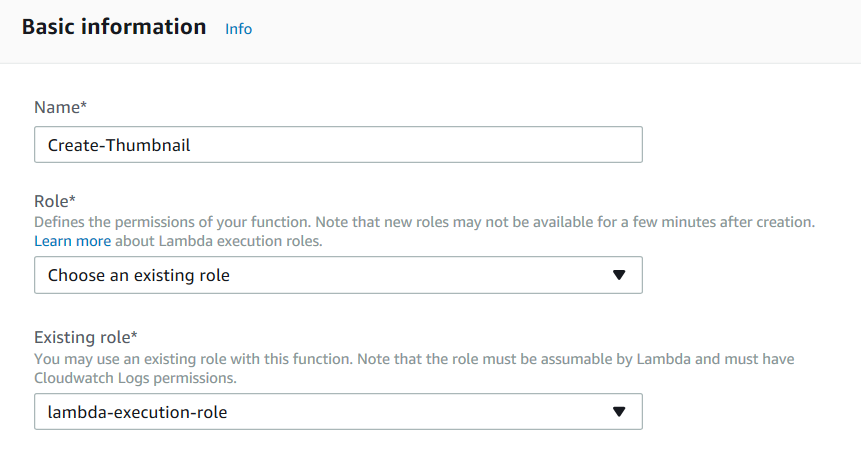 Basic information Info
Name*
Create-Thumbnail
Role*
Defines the permissions of your function. Note that new roles may not be available for a few minutes after creation.
Learn more about Lambda execution roles.
Choose an existing role
Existing role*
You may use an existing role with this function. Note that the role must be assumable by Lambda and must have
Cloudwatch Logs permissions.
lambda-execution-role